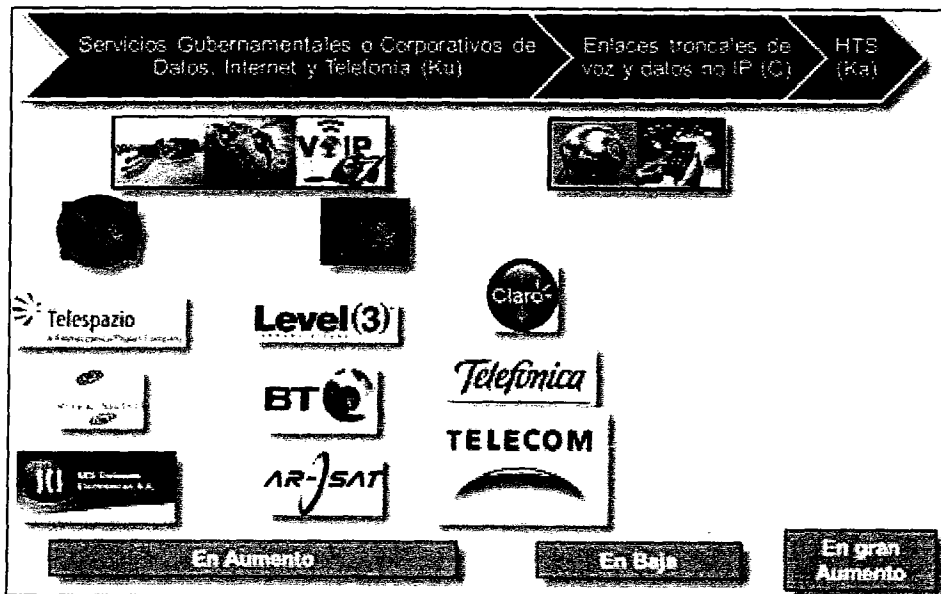 Servicios Gubernamentales o Corporativos de
Datos, Internet y Telefonía (Ku)
Enlaces troncales de
voz y datos no IP (C)
HTS
(Ka)
VoIP
Claro
Telespazio
Level(3)
Telefónica
BT
TELECOM
AR-SAT
En Aumento
En Baja
En gran
Aumento